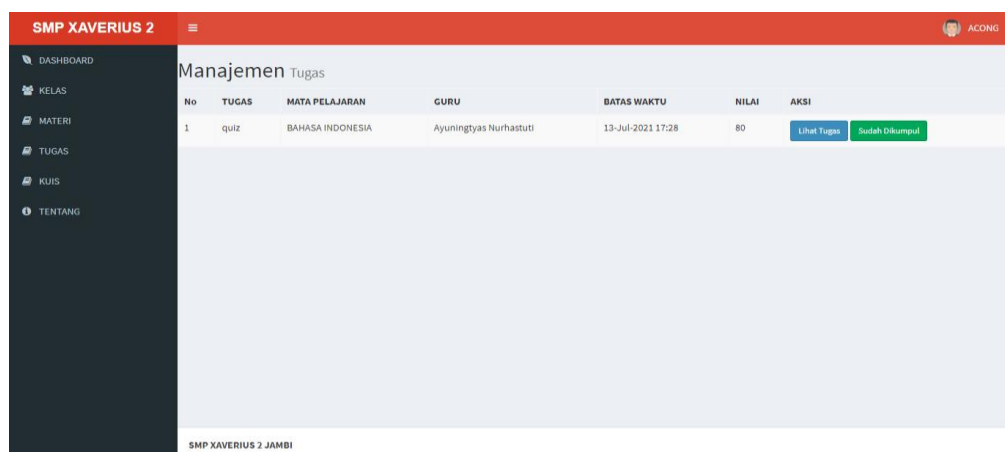 SMP XAVERIUS 2
ACONG
DASHBOARD
KELAS
MATERI
TUGAS
KUIS
TENTANG
Manajemen Tugas
No TUGAS MATA PELAJARAN GURU BATAS WAKTU NILAI AKSI
1 quiz BAHASA INDONESIA Ayuningtyas Nurhastuti 13-Jul-2021 17:28 80 Lihat Tugas Sudah Dikumpul
SMP XAVERIUS 2 JAMBI